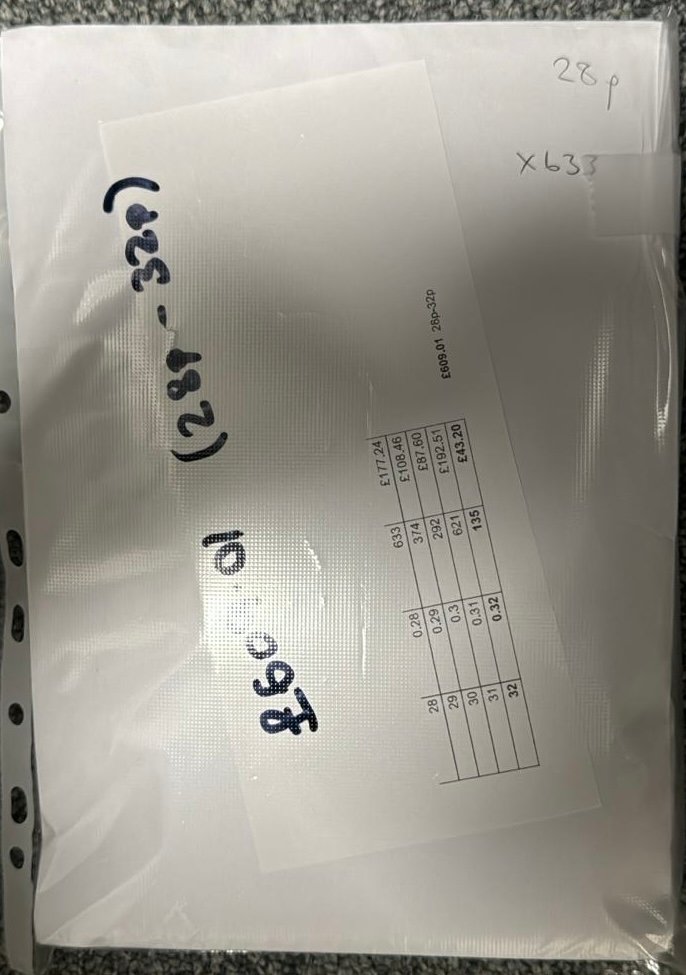 28p
X633
£609.01 (28p - 32p)
28 0.28 633 £177.24
29 0.29 374 £108.46
30 0.3 292 £87.60
31 0.31 621 £192.51
32 0.32 135 £43.20
£609.01 28p-32p